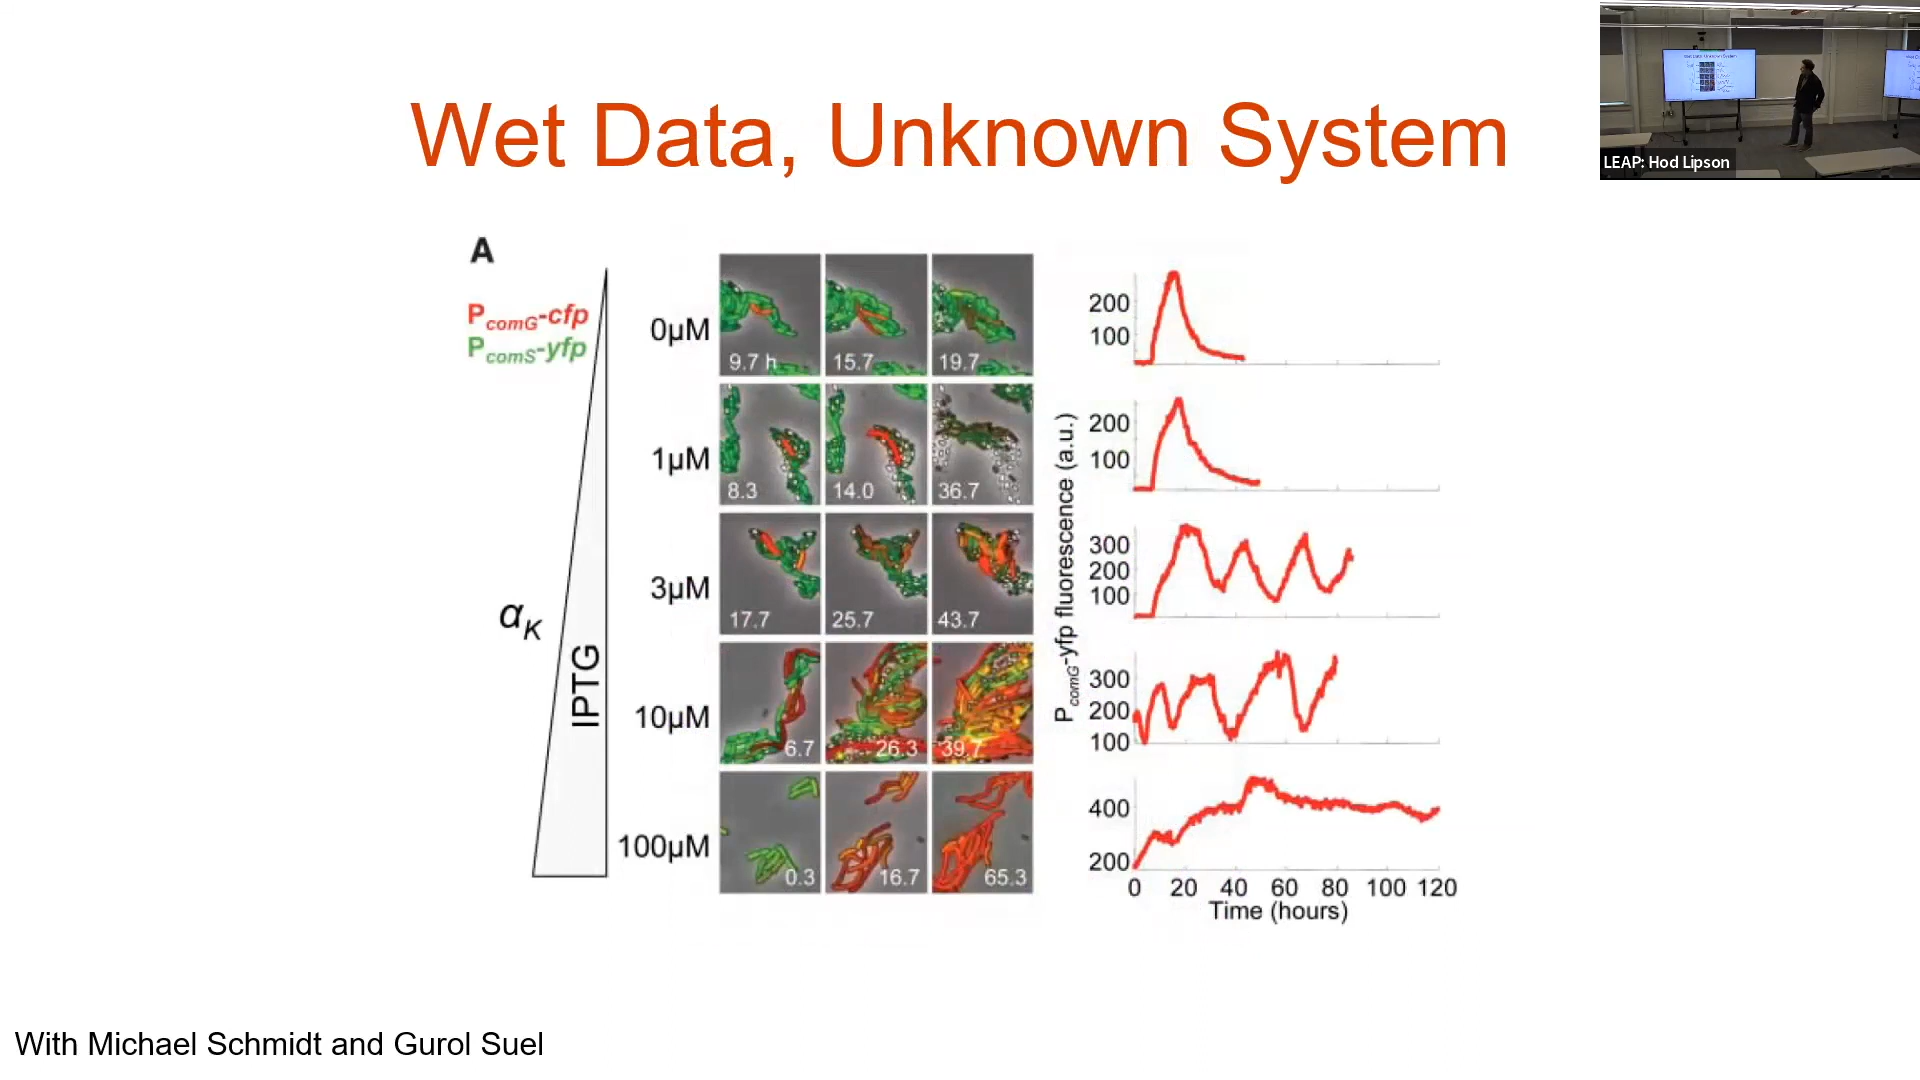 Wet Data, Unknown System
LEAP: Hod Lipson
A
PcomG-cfp
PcomS-yfp
αK
IPTG
0µM
9.7 h
15.7
19.7
1µM
8.3
14.0
36.7
3µM
17.7
25.7
43.7
10µM
6.7
26.3
39.7
100µM
0.3
16.7
65.3
PcomG-yfp fluorescence (a.u.)
200
100
200
100
300
200
100
300
200
100
400
200
0 20 40 60 80 100 120
Time (hours)
With Michael Schmidt and Gurol Suel